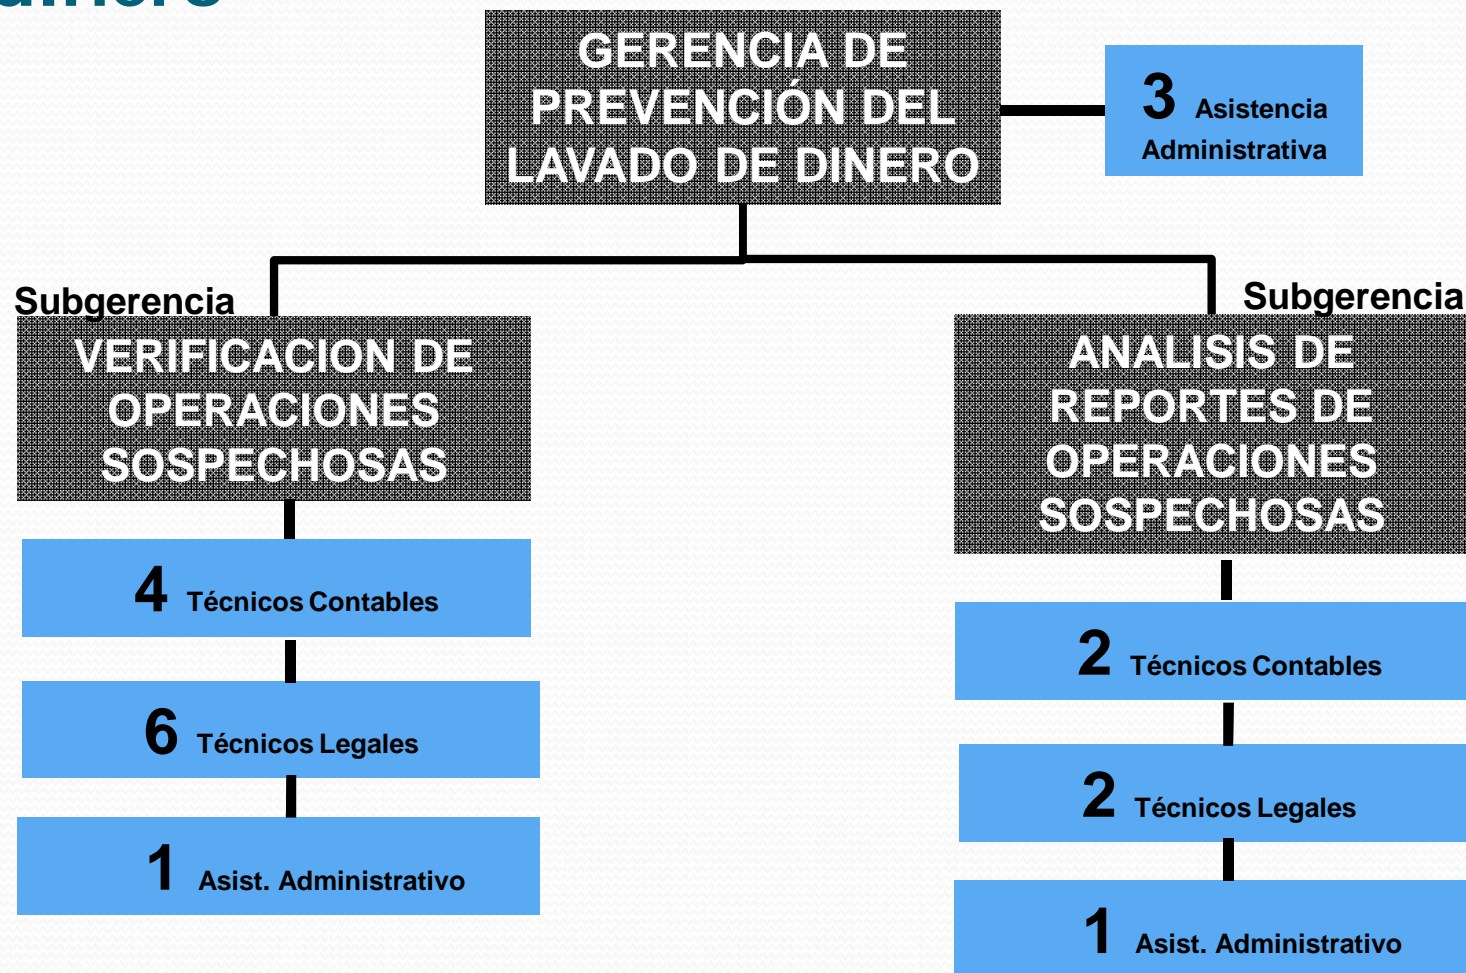 GERENCIA DE
PREVENCIÓN DEL
LAVADO DE DINERO
3 Asistencia
Administrativa
Subgerencia
VERIFICACION DE
OPERACIONES
SOSPECHOSAS
4 Técnicos Contables
6 Técnicos Legales
1 Asist. Administrativo
Subgerencia
ANALISIS DE
REPORTES DE
OPERACIONES
SOSPECHOSAS
2 Técnicos Contables
2 Técnicos Legales
1 Asist. Administrativo